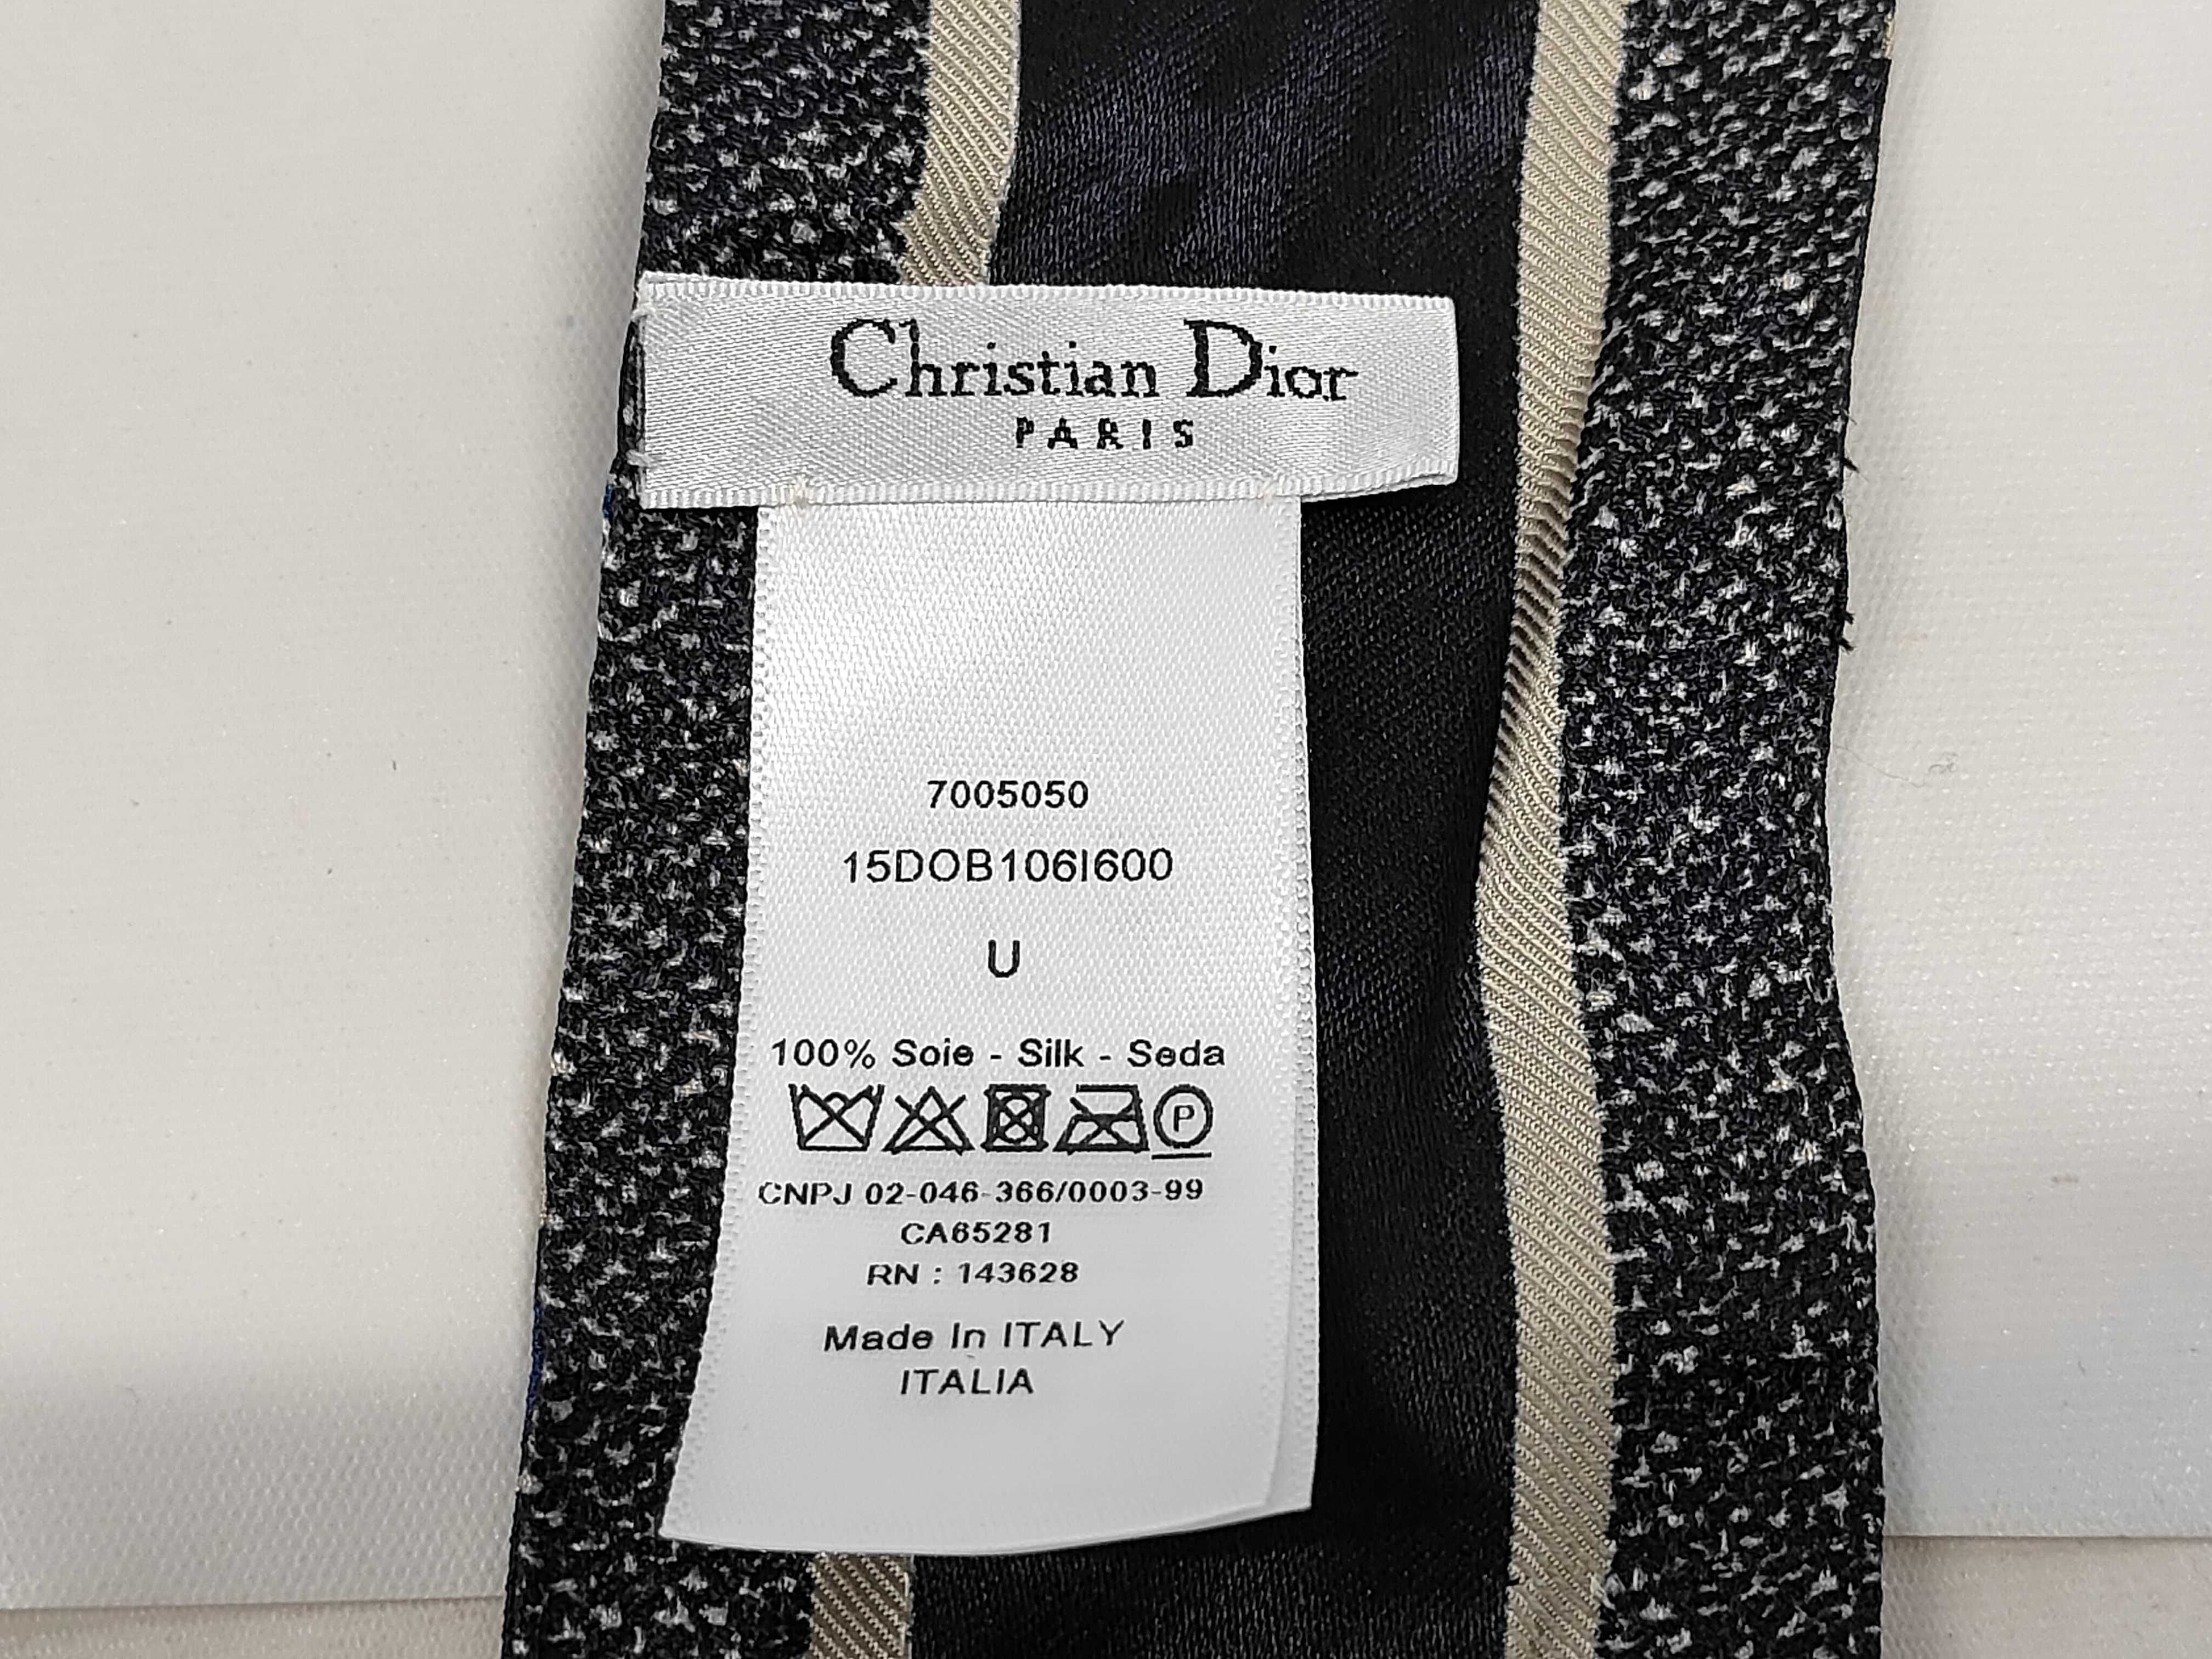 Christian Dior
PARIS
7005050
15DOB106I600
U
100% Soie - Silk - Seda
P
CNPJ 02-046-366/0003-99
CA65281
RN : 143628
Made In ITALY
ITALIA